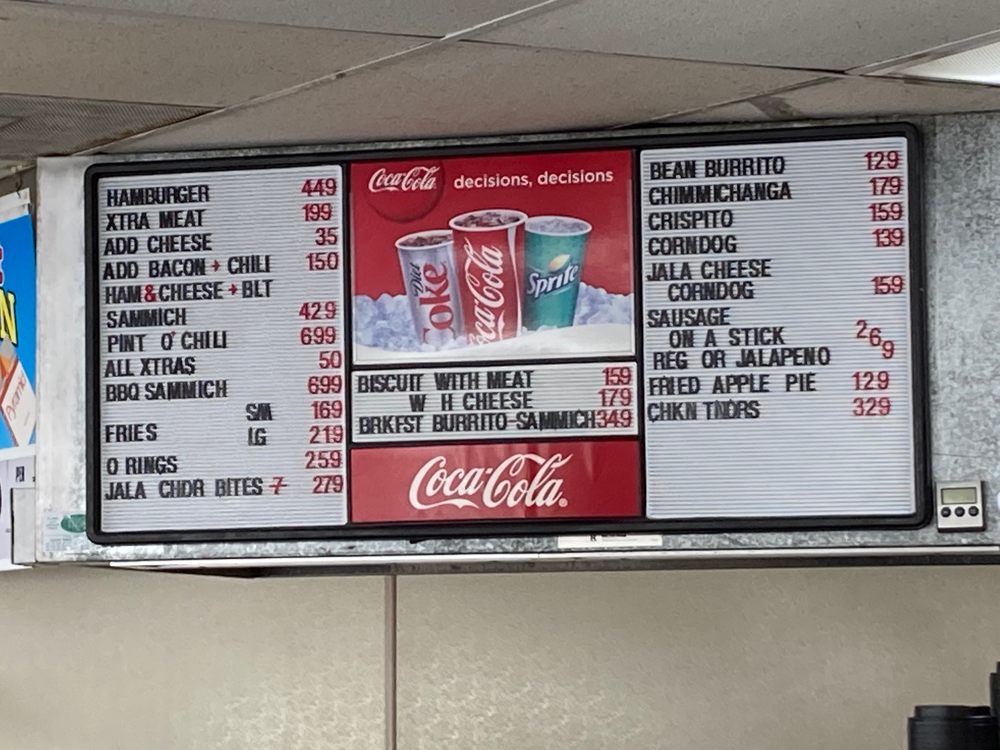 HAMBURGER 449
XTRA MEAT 199
ADD CHEESE 35
ADD BACON + CHILI 150
HAM&CHEESE + BLT
SAMMICH 429
PINT O' CHILI 699
ALL XTRAS 50
BBQ SAMMICH 699
SM 169
FRIES LG 219
O RINGS 259
JALA CHDR BITES 7 279
Coca-Cola decisions, decisions
Diet Coke
Coca-Cola
Sprite
BISCUIT WITH MEAT 159
W H CHEESE 179
BRKFST BURRITO-SAMMICH 349
Coca-Cola
BEAN BURRITO 129
CHIMMICHANGA 179
CRISPITO 159
CORNDOG 139
JALA CHEESE
CORNDOG 159
SAUSAGE
ON A STICK 269
REG OR JALAPENO
FRIED APPLE PIE 129
CHKN TNDRS 329